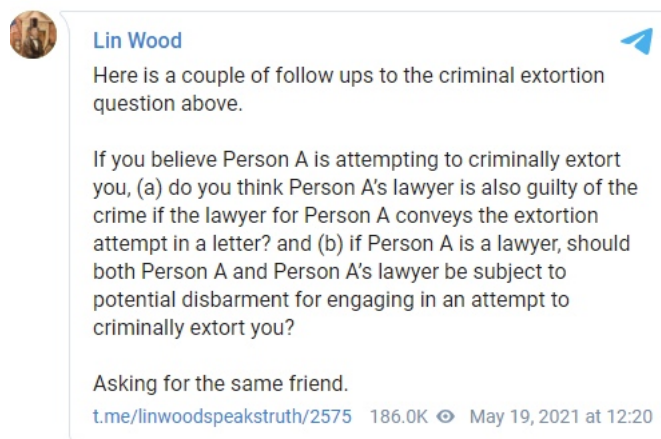 Lin Wood
Here is a couple of follow ups to the criminal extortion
question above.
If you believe Person A is attempting to criminally extort
you, (a) do you think Person A's lawyer is also guilty of the
crime if the lawyer for Person A conveys the extortion
attempt in a letter? and (b) if Person A is a lawyer, should
both Person A and Person A's lawyer be subject to
potential disbarment for engaging in an attempt to
criminally extort you?
Asking for the same friend.
t.me/linwoodspeakstruth/2575 186.0K May 19, 2021 at 12:20